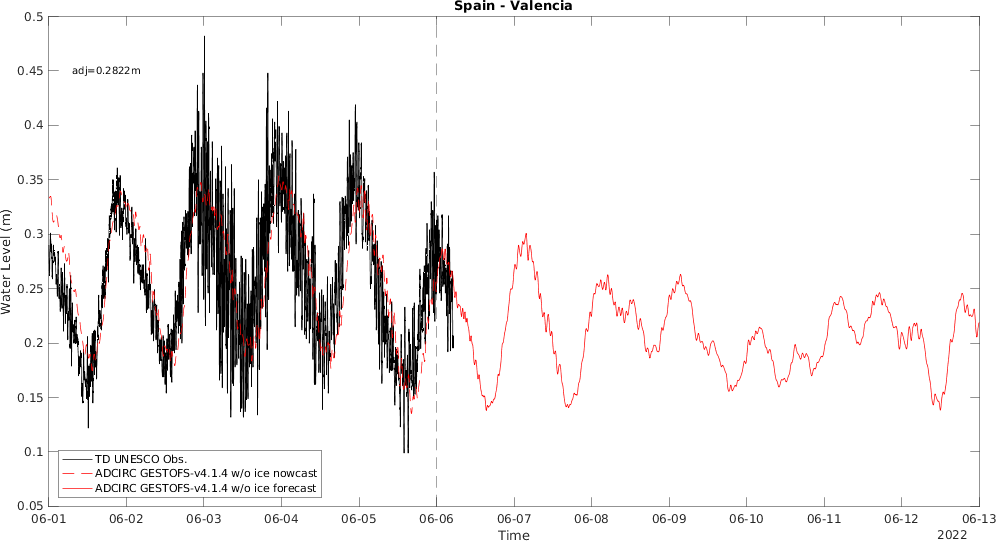 Spain - Valencia
0.5
0.45
0.4
0.35
0.3
0.25
0.2
0.15
0.1
0.05
Water Level (m)
adj=0.2822m
TD UNESCO Obs.
ADCIRC GESTOFS-v4.1.4 w/o ice nowcast
ADCIRC GESTOFS-v4.1.4 w/o ice forecast
06-01 06-02 06-03 06-04 06-05 06-06 06-07 06-08 06-09 06-10 06-11 06-12 06-13
Time
2022